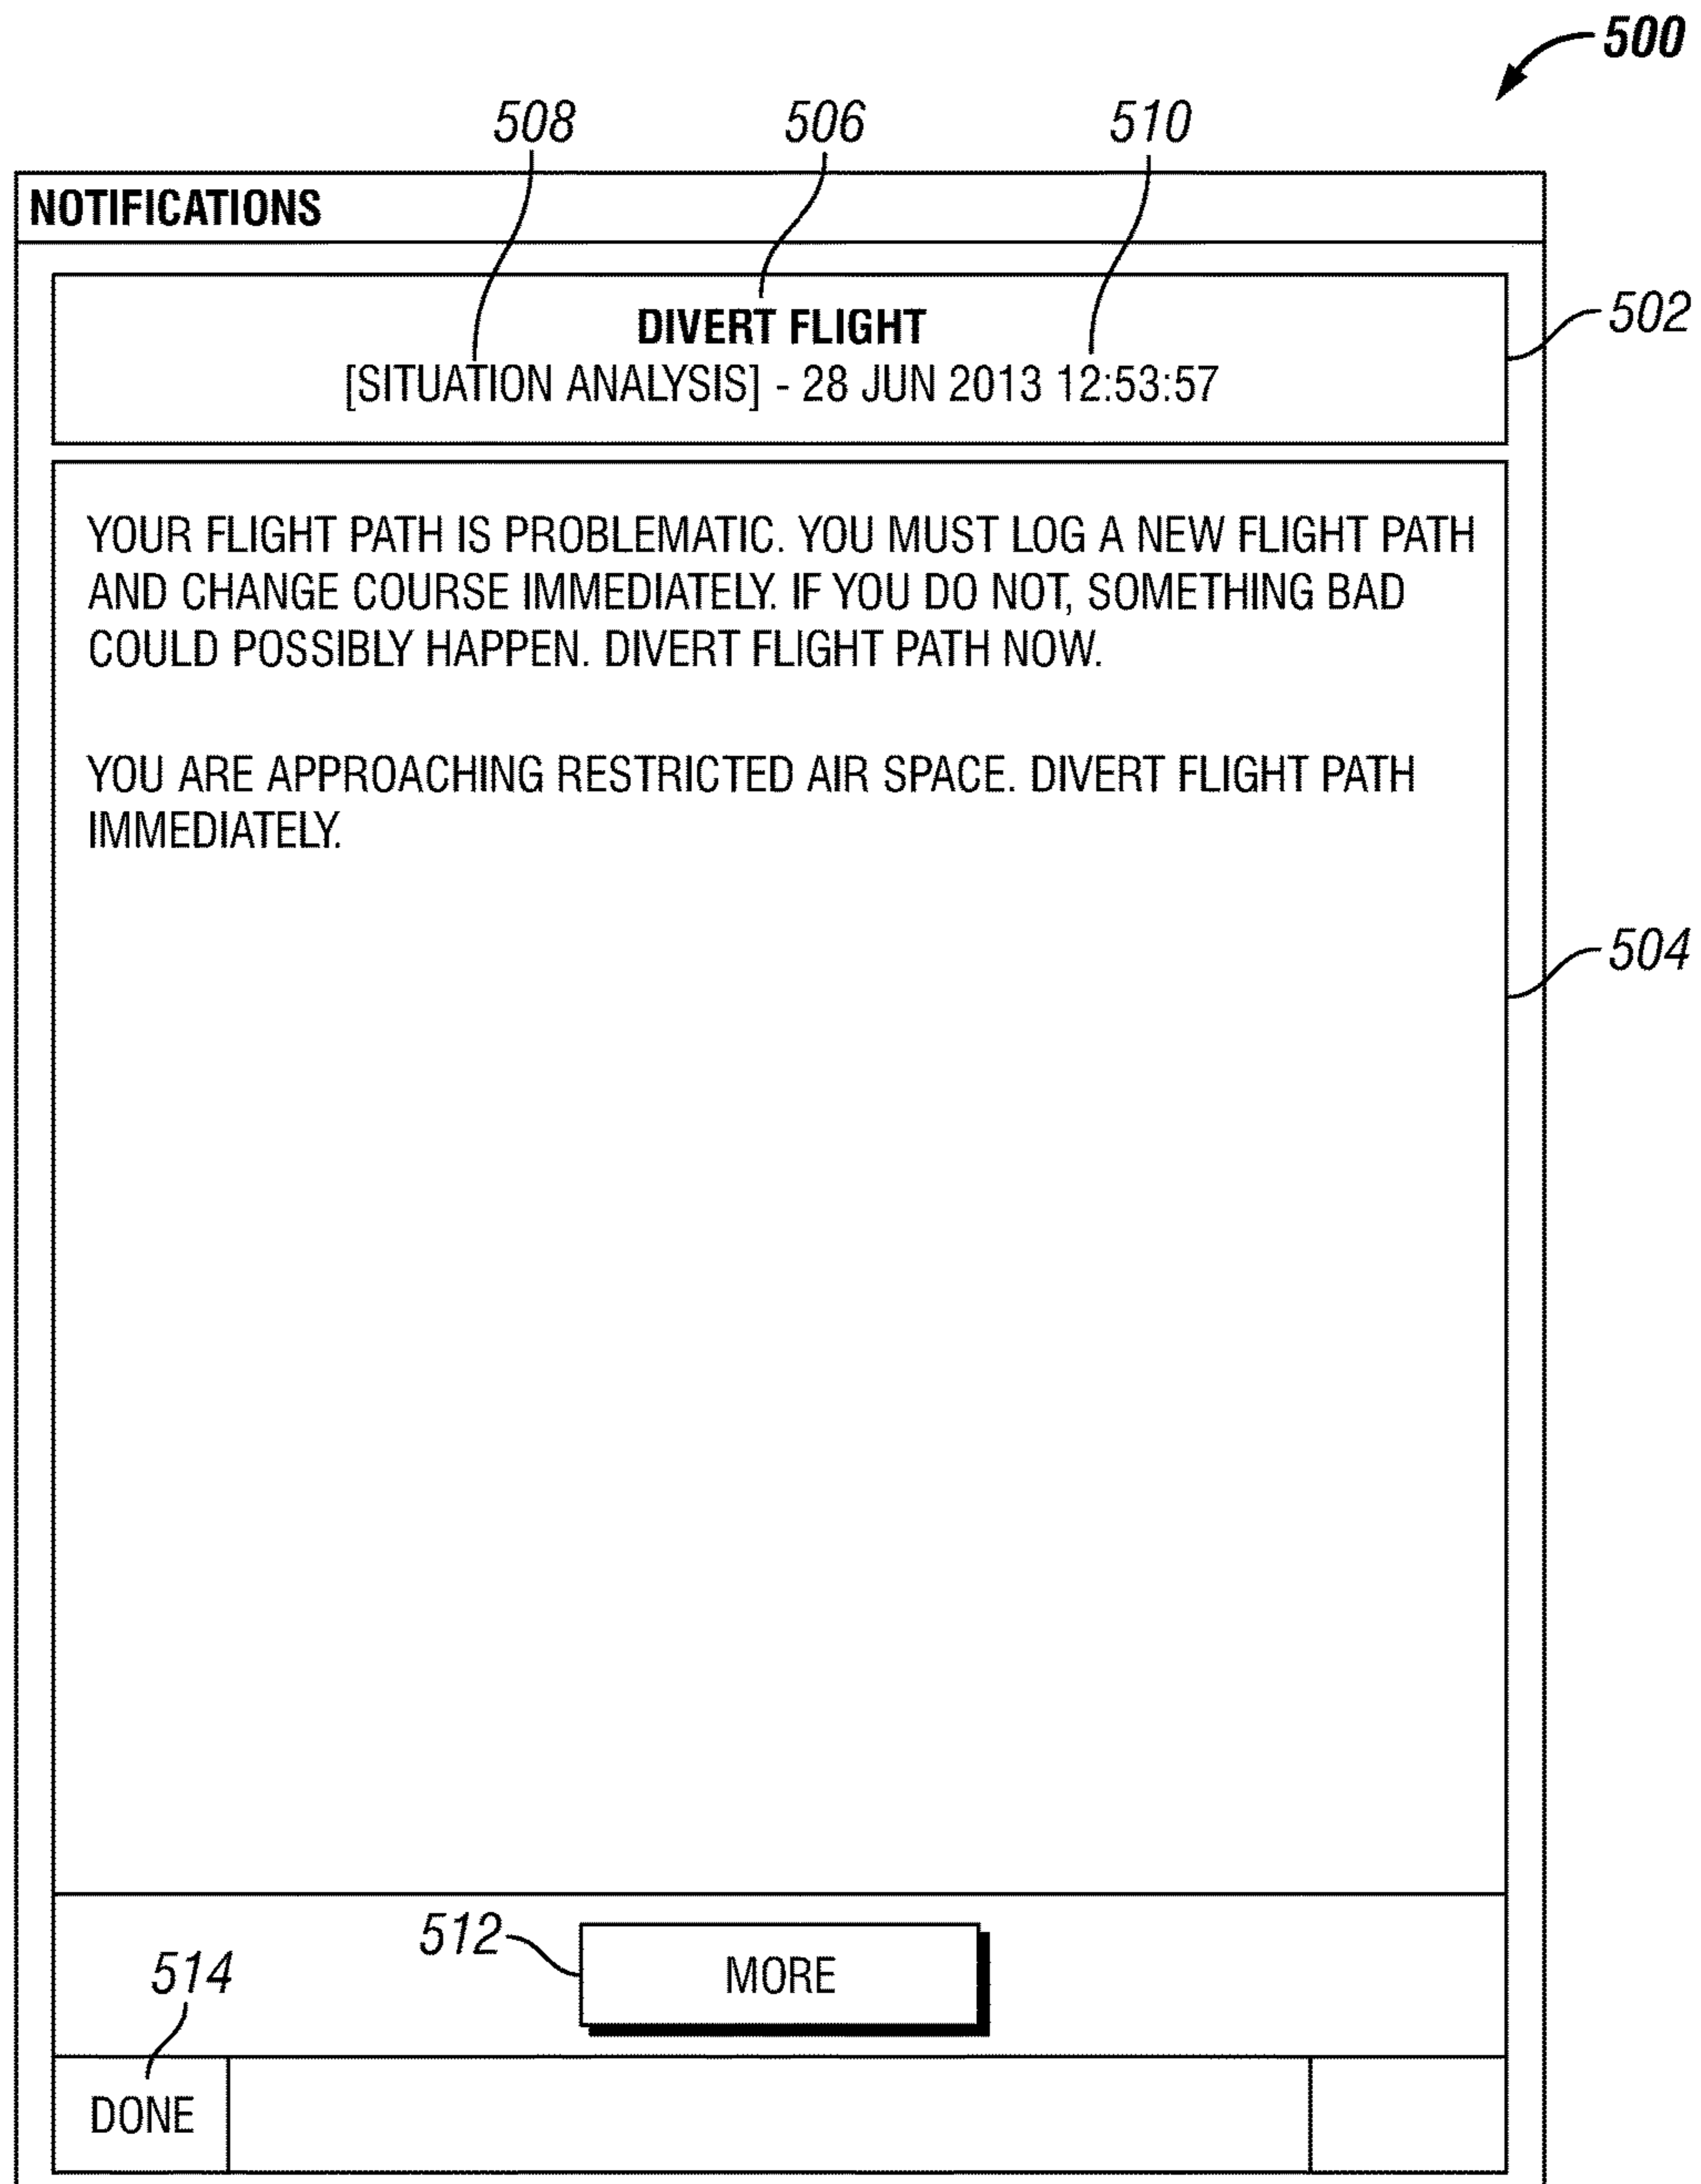 500
508 506 510
NOTIFICATIONS
DIVERT FLIGHT
502
[SITUATION ANALYSIS] - 28 JUN 2013 12:53:57
YOUR FLIGHT PATH IS PROBLEMATIC. YOU MUST LOG A NEW FLIGHT PATH
AND CHANGE COURSE IMMEDIATELY. IF YOU DO NOT, SOMETHING BAD
COULD POSSIBLY HAPPEN. DIVERT FLIGHT PATH NOW.
YOU ARE APPROACHING RESTRICTED AIR SPACE. DIVERT FLIGHT PATH
IMMEDIATELY.
504
512
MORE
514
DONE